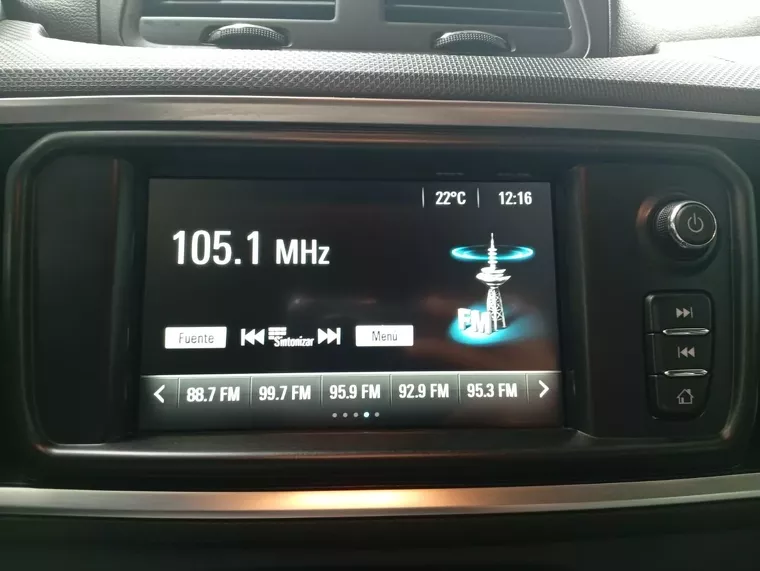 22°C 12:16
105.1 MHz
FM
Fuente Sintonizar Menú
88.7 FM 99.7 FM 95.9 FM 92.9 FM 95.3 FM